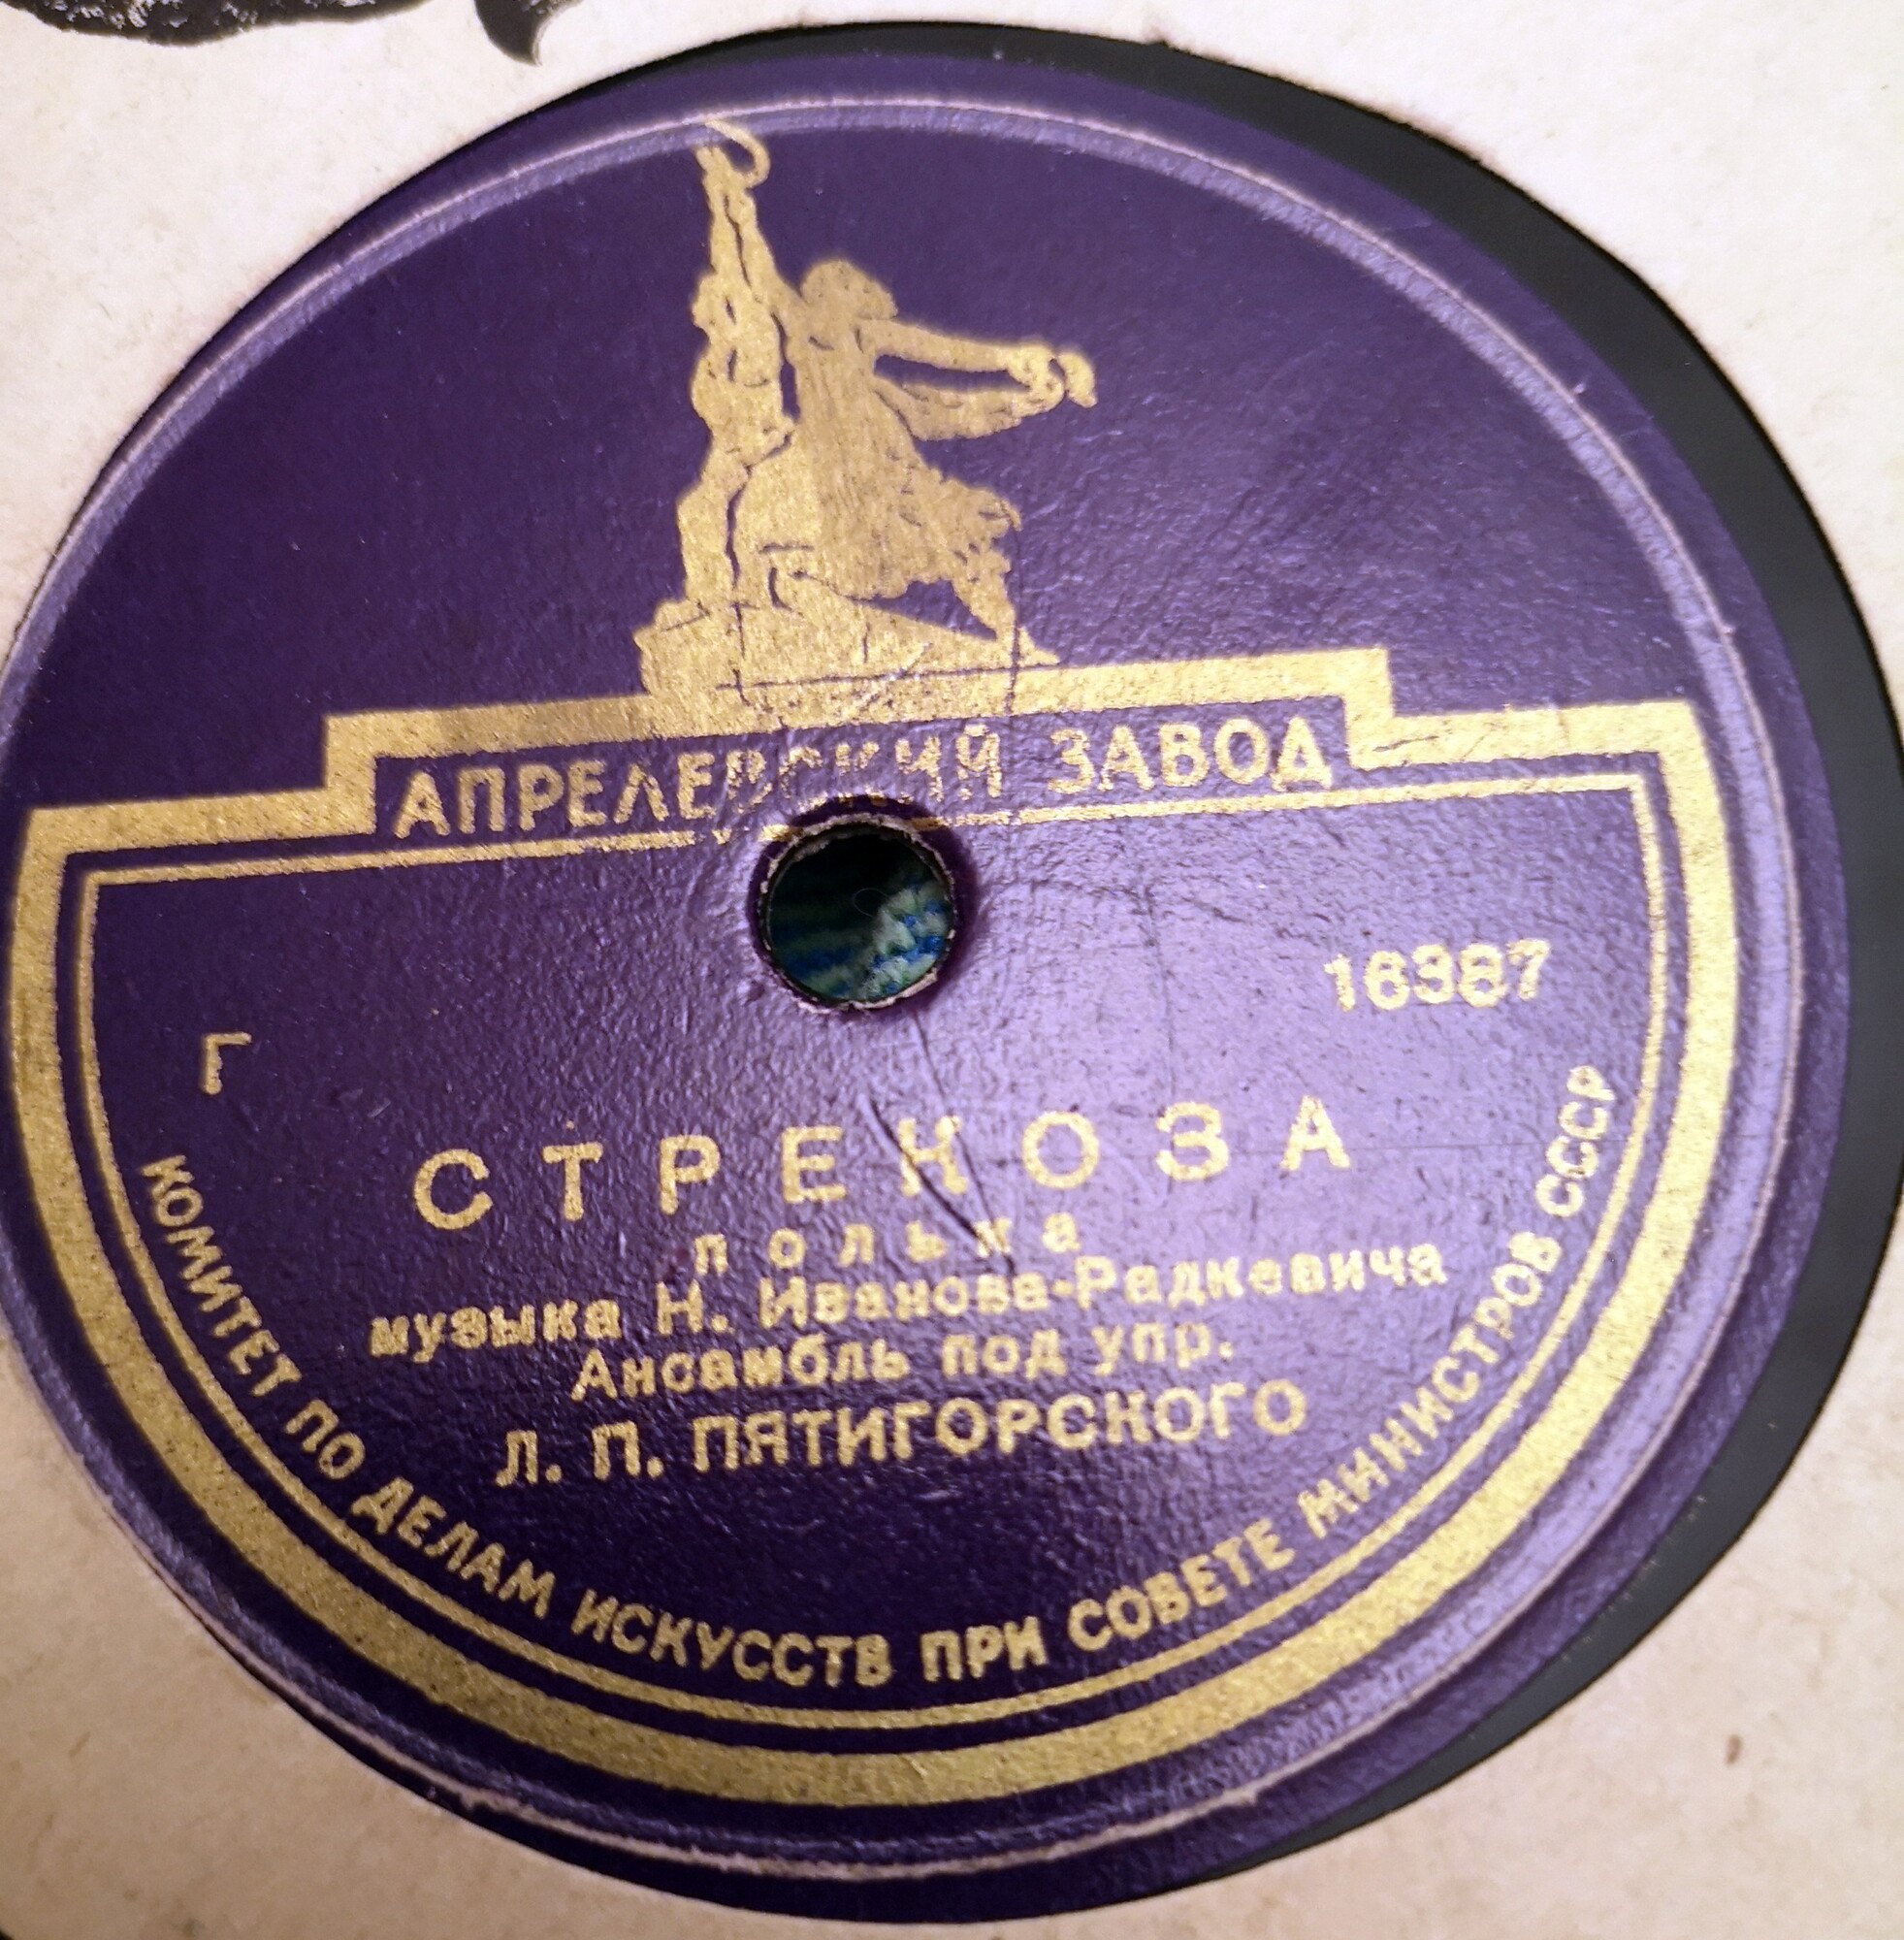 АПРЕЛЕВСКИЙ ЗАВОД
16387
Г
СТРЕКОЗА
полька
музыка Н. Иванова-Радкевича
Ансамбль под упр.
Л. П. ПЯТИГОРСКОГО
КОМИТЕТ ПО ДЕЛАМ ИСКУССТВ ПРИ СОВЕТЕ МИНИСТРОВ СССР